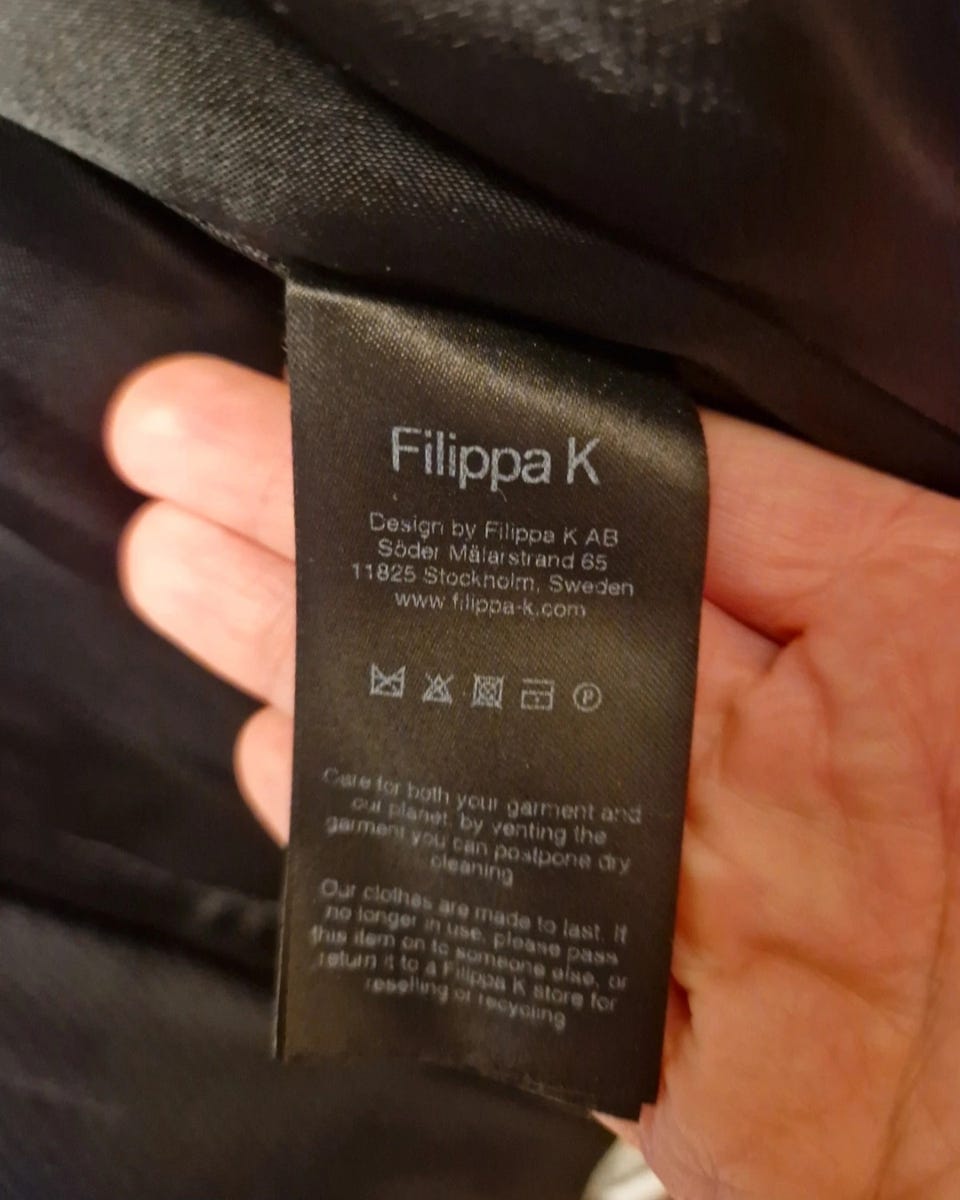 Filippa K
Design by Filippa K AB
Söder Mälarstrand 65
11825 Stockholm, Sweden
www.filippa-k.com
P
Care for both your garment and
our planet, by venting the
garment you can postpone dry
cleaning
Our clothes are made to last. If
no longer in use, please pass
this item on to someone else, or
return it to a Filippa K store for
reselling or recycling